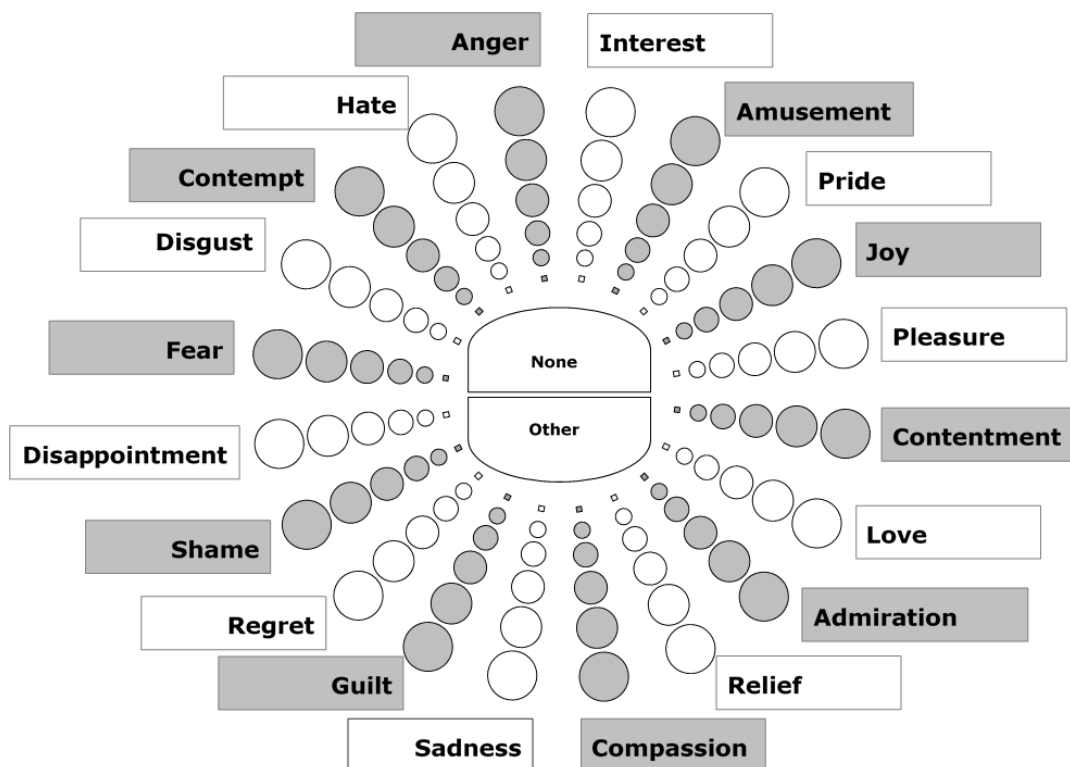 Anger
Interest
Hate
Amusement
Contempt
Pride
Disgust
Joy
Fear
Pleasure
None
Other
Disappointment
Contentment
Shame
Love
Regret
Admiration
Guilt
Relief
Sadness
Compassion